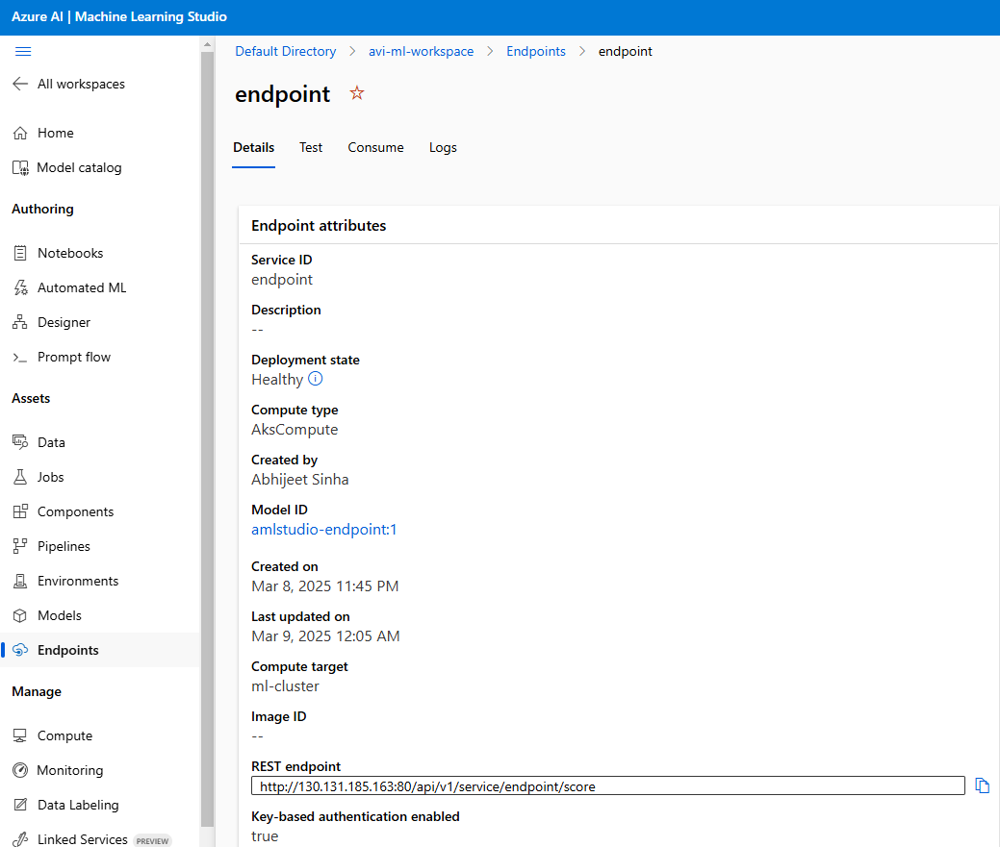 Azure AI | Machine Learning Studio
All workspaces
Home
Model catalog
Authoring
Notebooks
Automated ML
Designer
Prompt flow
Assets
Data
Jobs
Components
Pipelines
Environments
Models
Endpoints
Manage
Compute
Monitoring
Data Labeling
Linked Services PREVIEW
Default Directory > avi-ml-workspace > Endpoints > endpoint
endpoint
Details Test Consume Logs
Endpoint attributes
Service ID
endpoint
Description
--
Deployment state
Healthy
Compute type
AksCompute
Created by
Abhijeet Sinha
Model ID
amlstudio-endpoint:1
Created on
Mar 8, 2025 11:45 PM
Last updated on
Mar 9, 2025 12:05 AM
Compute target
ml-cluster
Image ID
--
REST endpoint
http://130.131.185.163:80/api/v1/service/endpoint/score
Key-based authentication enabled
true